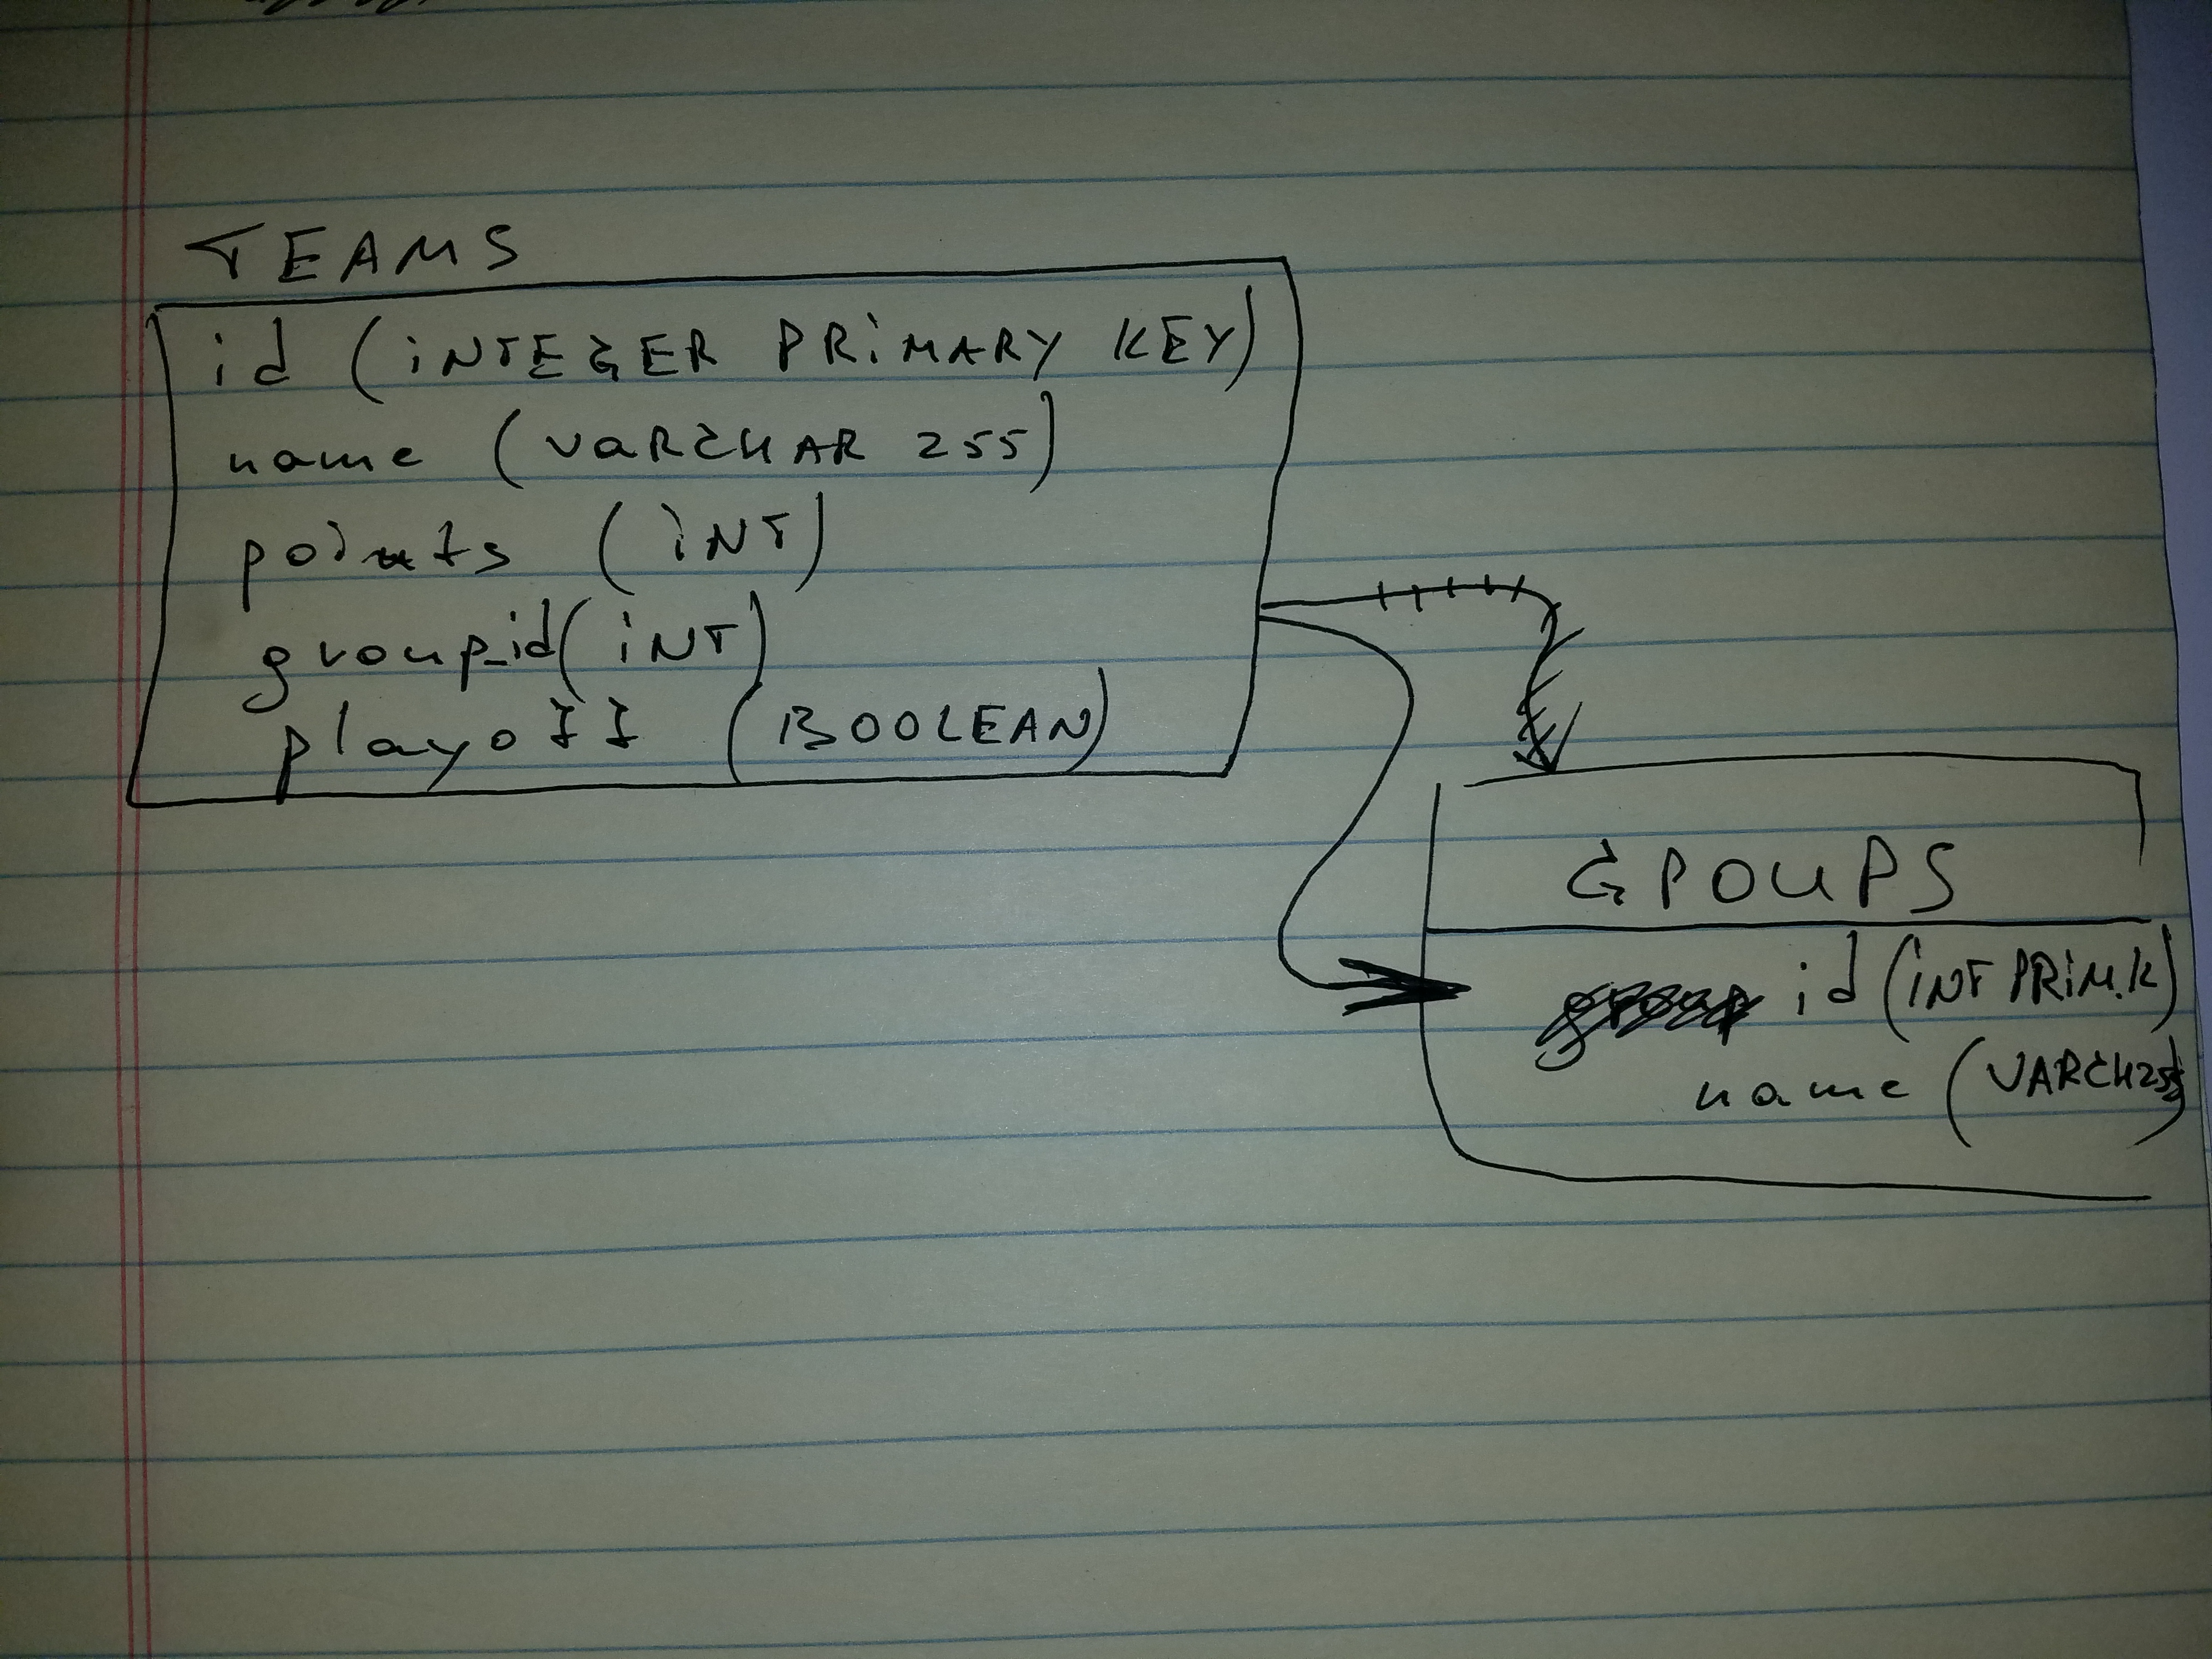 TEAMS
id (INTEGER PRIMARY KEY)
name (VARCHAR 255)
points (INT)
group_id (INT)
playoff (BOOLEAN)
GPOUPS
id (INT PRIM.K)
name (VARCH255)